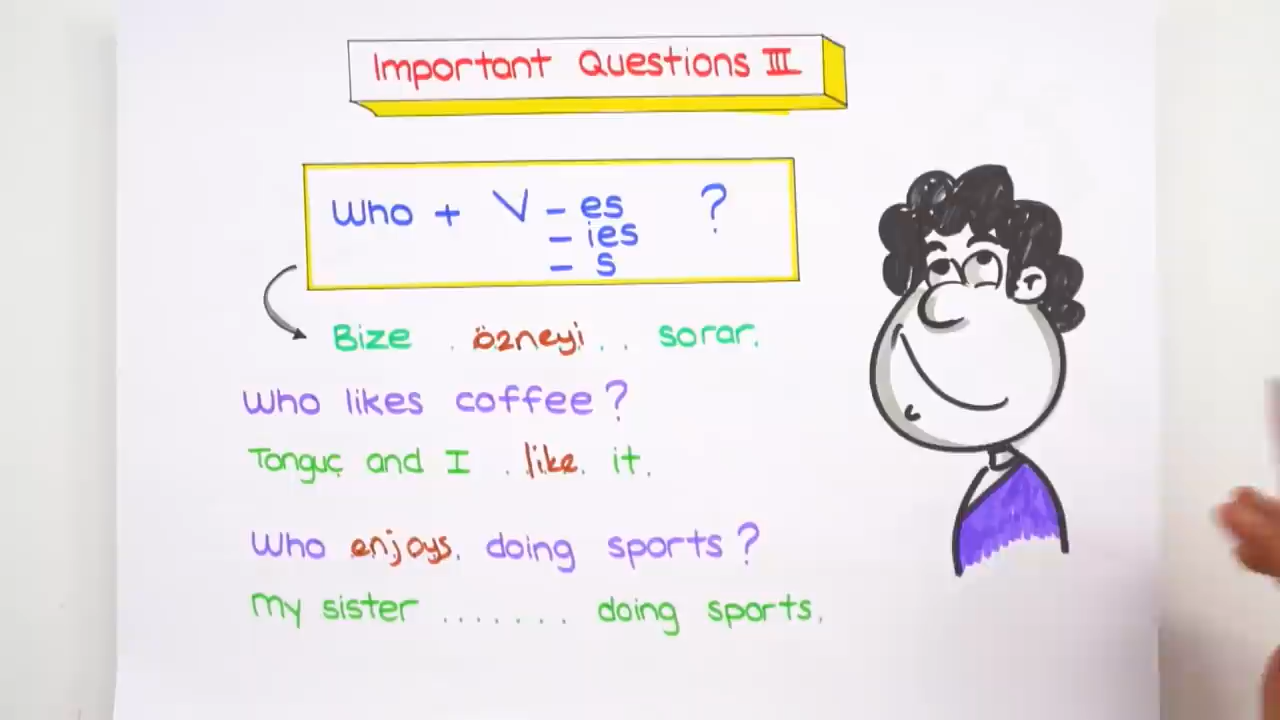 Important Questions III
Who + V - es ?
- ies
- s
Bize . özneyi . . sorar.
Who likes coffee?
Tonguç and I . like. it.
Who enjoys. doing sports?
My sister ....... doing sports.